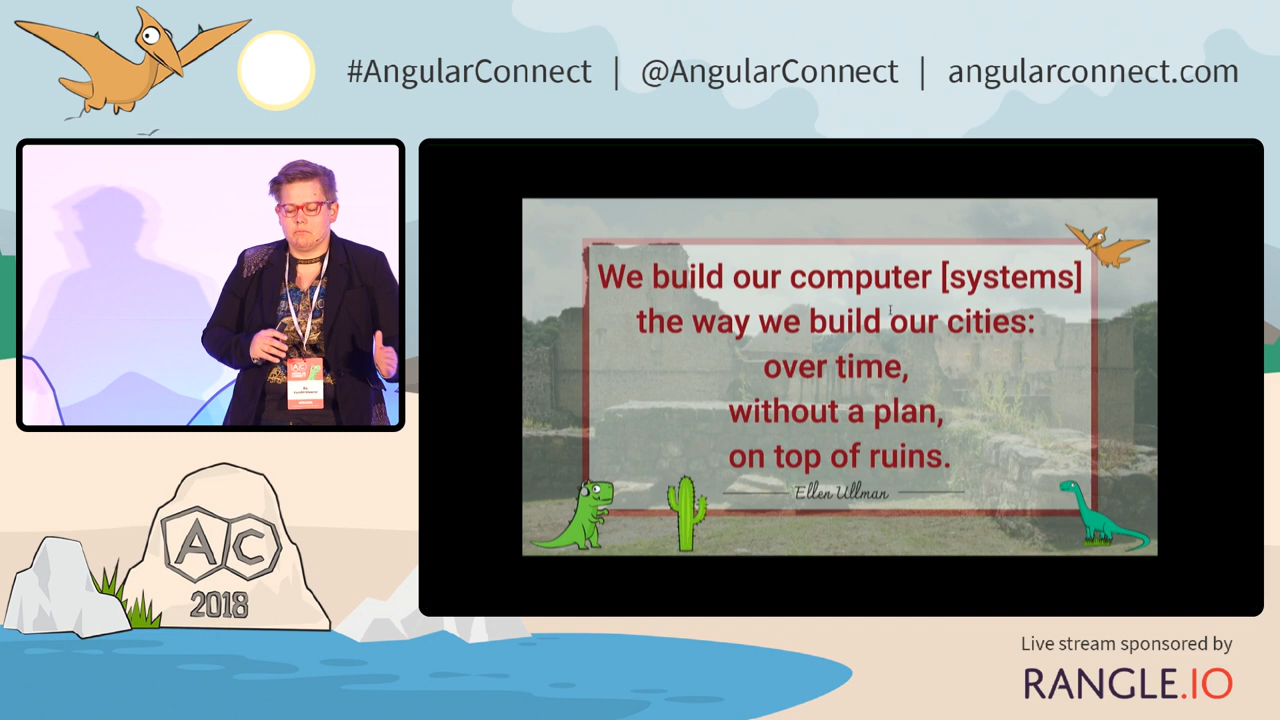 #AngularConnect | @AngularConnect | angularconnect.com
We build our computer [systems]
the way we build our cities:
over time,
without a plan,
on top of ruins.
Ellen Ullman
A/C
2018
Live stream sponsored by
RANGLE.IO